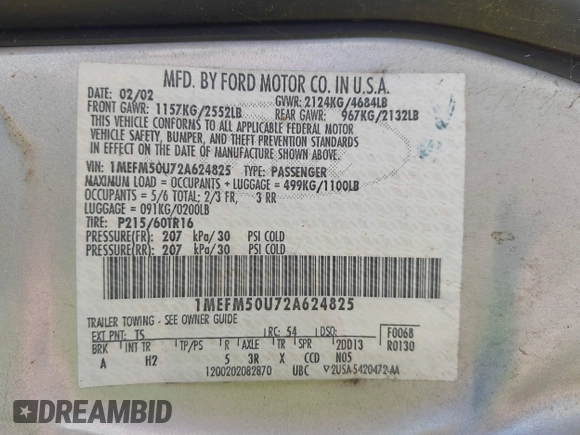 MFD. BY FORD MOTOR CO. IN U.S.A.
DATE: 02/02 GVWR: 2124KG/4684LB
FRONT GAWR: 1157KG/2552LB REAR GAWR: 967KG/2132LB
THIS VEHICLE CONFORMS TO ALL APPLICABLE FEDERAL MOTOR
VEHICLE SAFETY, BUMPER, AND THEFT PREVENTION STANDARDS
IN EFFECT ON THE DATE OF MANUFACTURE SHOWN ABOVE.
VIN: 1MEFM50U72A624825 TYPE: PASSENGER
MAXIMUM LOAD = OCCUPANTS + LUGGAGE = 499KG/1100LB
OCCUPANTS = 5/6 TOTAL; 2/3 FR, 3 RR
LUGGAGE = 091KG/0200LB
TIRE: P215/60TR16
PRESSURE(FR) 207 kPa/30 PSI COLD
PRESSURE(RR) 207 kPa/30 PSI COLD
1MEFM50U72A624825
TRAILER TOWING - SEE OWNER GUIDE
EXT PNT: TS RC: 54 DSO: F0068
BRK INT TR TP/PS R AXLE TR SPR 2DD13 R0130
A H2 5 3R X CCD N05
1200202082870 UBC 2USA-5420472-AA
DREAMBID